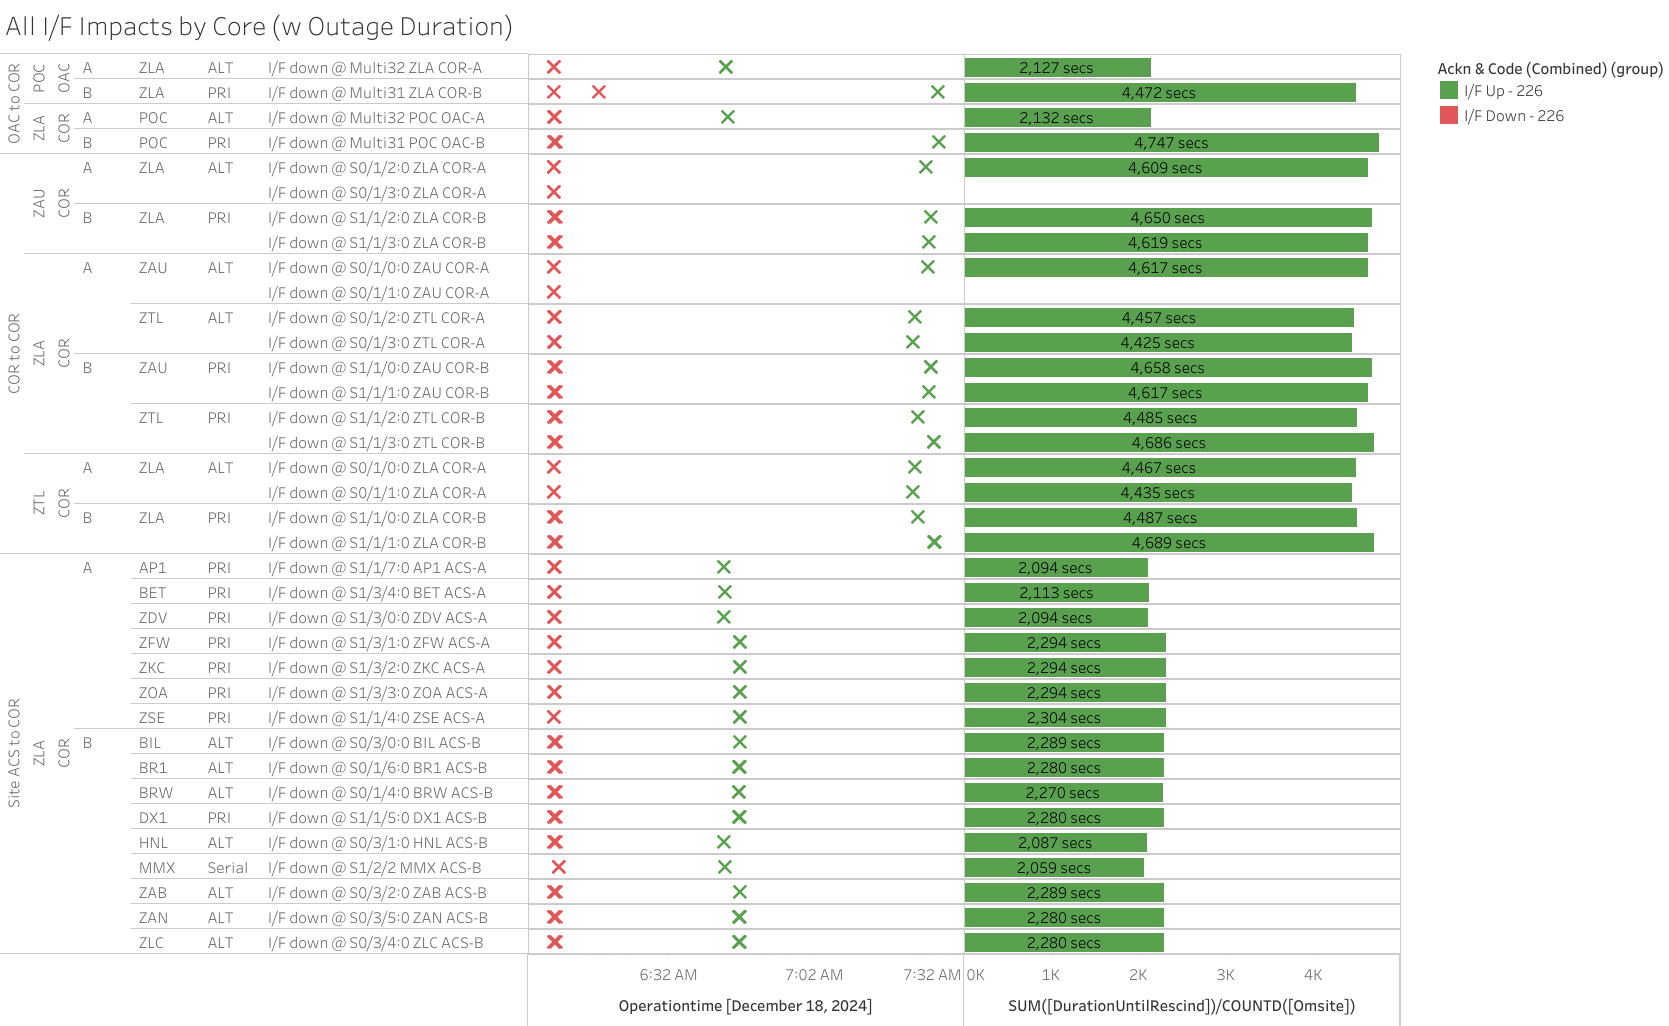 All I/F Impacts by Core (w Outage Duration)
OAC to COR POC OAC A ZLA ALT I/F down @ Multi32 ZLA COR-A 2,127 secs
B ZLA PRI I/F down @ Multi31 ZLA COR-B 4,472 secs
ZLA COR A POC ALT I/F down @ Multi32 POC OAC-A 2,132 secs
B POC PRI I/F down @ Multi31 POC OAC-B 4,747 secs
COR to COR ZAU COR A ZLA ALT I/F down @ S0/1/2:0 ZLA COR-A 4,609 secs
I/F down @ S0/1/3:0 ZLA COR-A
B ZLA PRI I/F down @ S1/1/2:0 ZLA COR-B 4,650 secs
I/F down @ S1/1/3:0 ZLA COR-B 4,619 secs
ZLA COR A ZAU ALT I/F down @ S0/1/0:0 ZAU COR-A 4,617 secs
I/F down @ S0/1/1:0 ZAU COR-A
ZTL ALT I/F down @ S0/1/2:0 ZTL COR-A 4,457 secs
I/F down @ S0/1/3:0 ZTL COR-A 4,425 secs
B ZAU PRI I/F down @ S1/1/0:0 ZAU COR-B 4,658 secs
I/F down @ S1/1/1:0 ZAU COR-B 4,617 secs
ZTL PRI I/F down @ S1/1/2:0 ZTL COR-B 4,485 secs
I/F down @ S1/1/3:0 ZTL COR-B 4,686 secs
ZTL COR A ZLA ALT I/F down @ S0/1/0:0 ZLA COR-A 4,467 secs
I/F down @ S0/1/1:0 ZLA COR-A 4,435 secs
B ZLA PRI I/F down @ S1/1/0:0 ZLA COR-B 4,487 secs
I/F down @ S1/1/1:0 ZLA COR-B 4,689 secs
Site ACS to COR ZLA COR A AP1 PRI I/F down @ S1/1/7:0 AP1 ACS-A 2,094 secs
BET PRI I/F down @ S1/3/4:0 BET ACS-A 2,113 secs
ZDV PRI I/F down @ S1/3/0:0 ZDV ACS-A 2,094 secs
ZFW PRI I/F down @ S1/3/1:0 ZFW ACS-A 2,294 secs
ZKC PRI I/F down @ S1/3/2:0 ZKC ACS-A 2,294 secs
ZOA PRI I/F down @ S1/3/3:0 ZOA ACS-A 2,294 secs
ZSE PRI I/F down @ S1/1/4:0 ZSE ACS-A 2,304 secs
B BIL ALT I/F down @ S0/3/0:0 BIL ACS-B 2,289 secs
BR1 ALT I/F down @ S0/1/6:0 BR1 ACS-B 2,280 secs
BRW ALT I/F down @ S0/1/4:0 BRW ACS-B 2,270 secs
DX1 PRI I/F down @ S1/1/5:0 DX1 ACS-B 2,280 secs
HNL ALT I/F down @ S0/3/1:0 HNL ACS-B 2,087 secs
MMX Serial I/F down @ S1/2/2 MMX ACS-B 2,059 secs
ZAB ALT I/F down @ S0/3/2:0 ZAB ACS-B 2,289 secs
ZAN ALT I/F down @ S0/3/5:0 ZAN ACS-B 2,280 secs
ZLC ALT I/F down @ S0/3/4:0 ZLC ACS-B 2,280 secs
6:32 AM 7:02 AM 7:32 AM 0K 1K 2K 3K 4K
Operationtime [December 18, 2024] SUM([DurationUntilRescind])/COUNTD([Omsite])
Ackn & Code (Combined) (group)
I/F Up - 226
I/F Down - 226